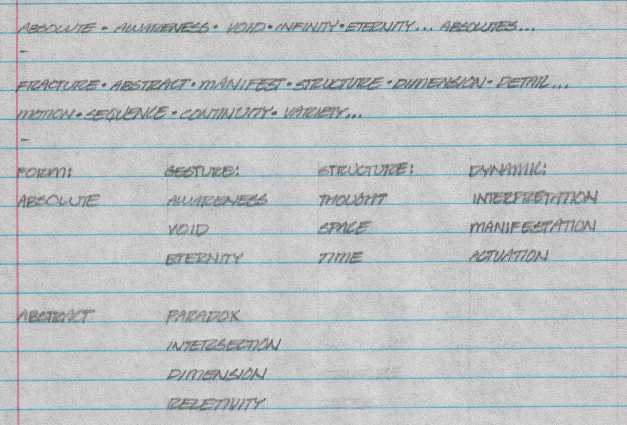 ABSOLUTE • AWARENESS • VOID • INFINITY • ETERNITY... ABSOLUTES...
–
FRACTURE • ABSTRACT • MANIFEST • STRUCTURE • DIMENSION • DETAIL...
MOTION • SEQUENCE • CONTINUITY • VARIETY...
–
FORM: GESTURE: STRUCTURE: DYNAMIC:
ABSOLUTE AWARENESS THOUGHT INTERPRETATION
VOID SPACE MANIFESTATION
ETERNITY TIME ACTUATION
ABSTRACT PARADOX
INTERSECTION
DIMENSION
RELETIVITY